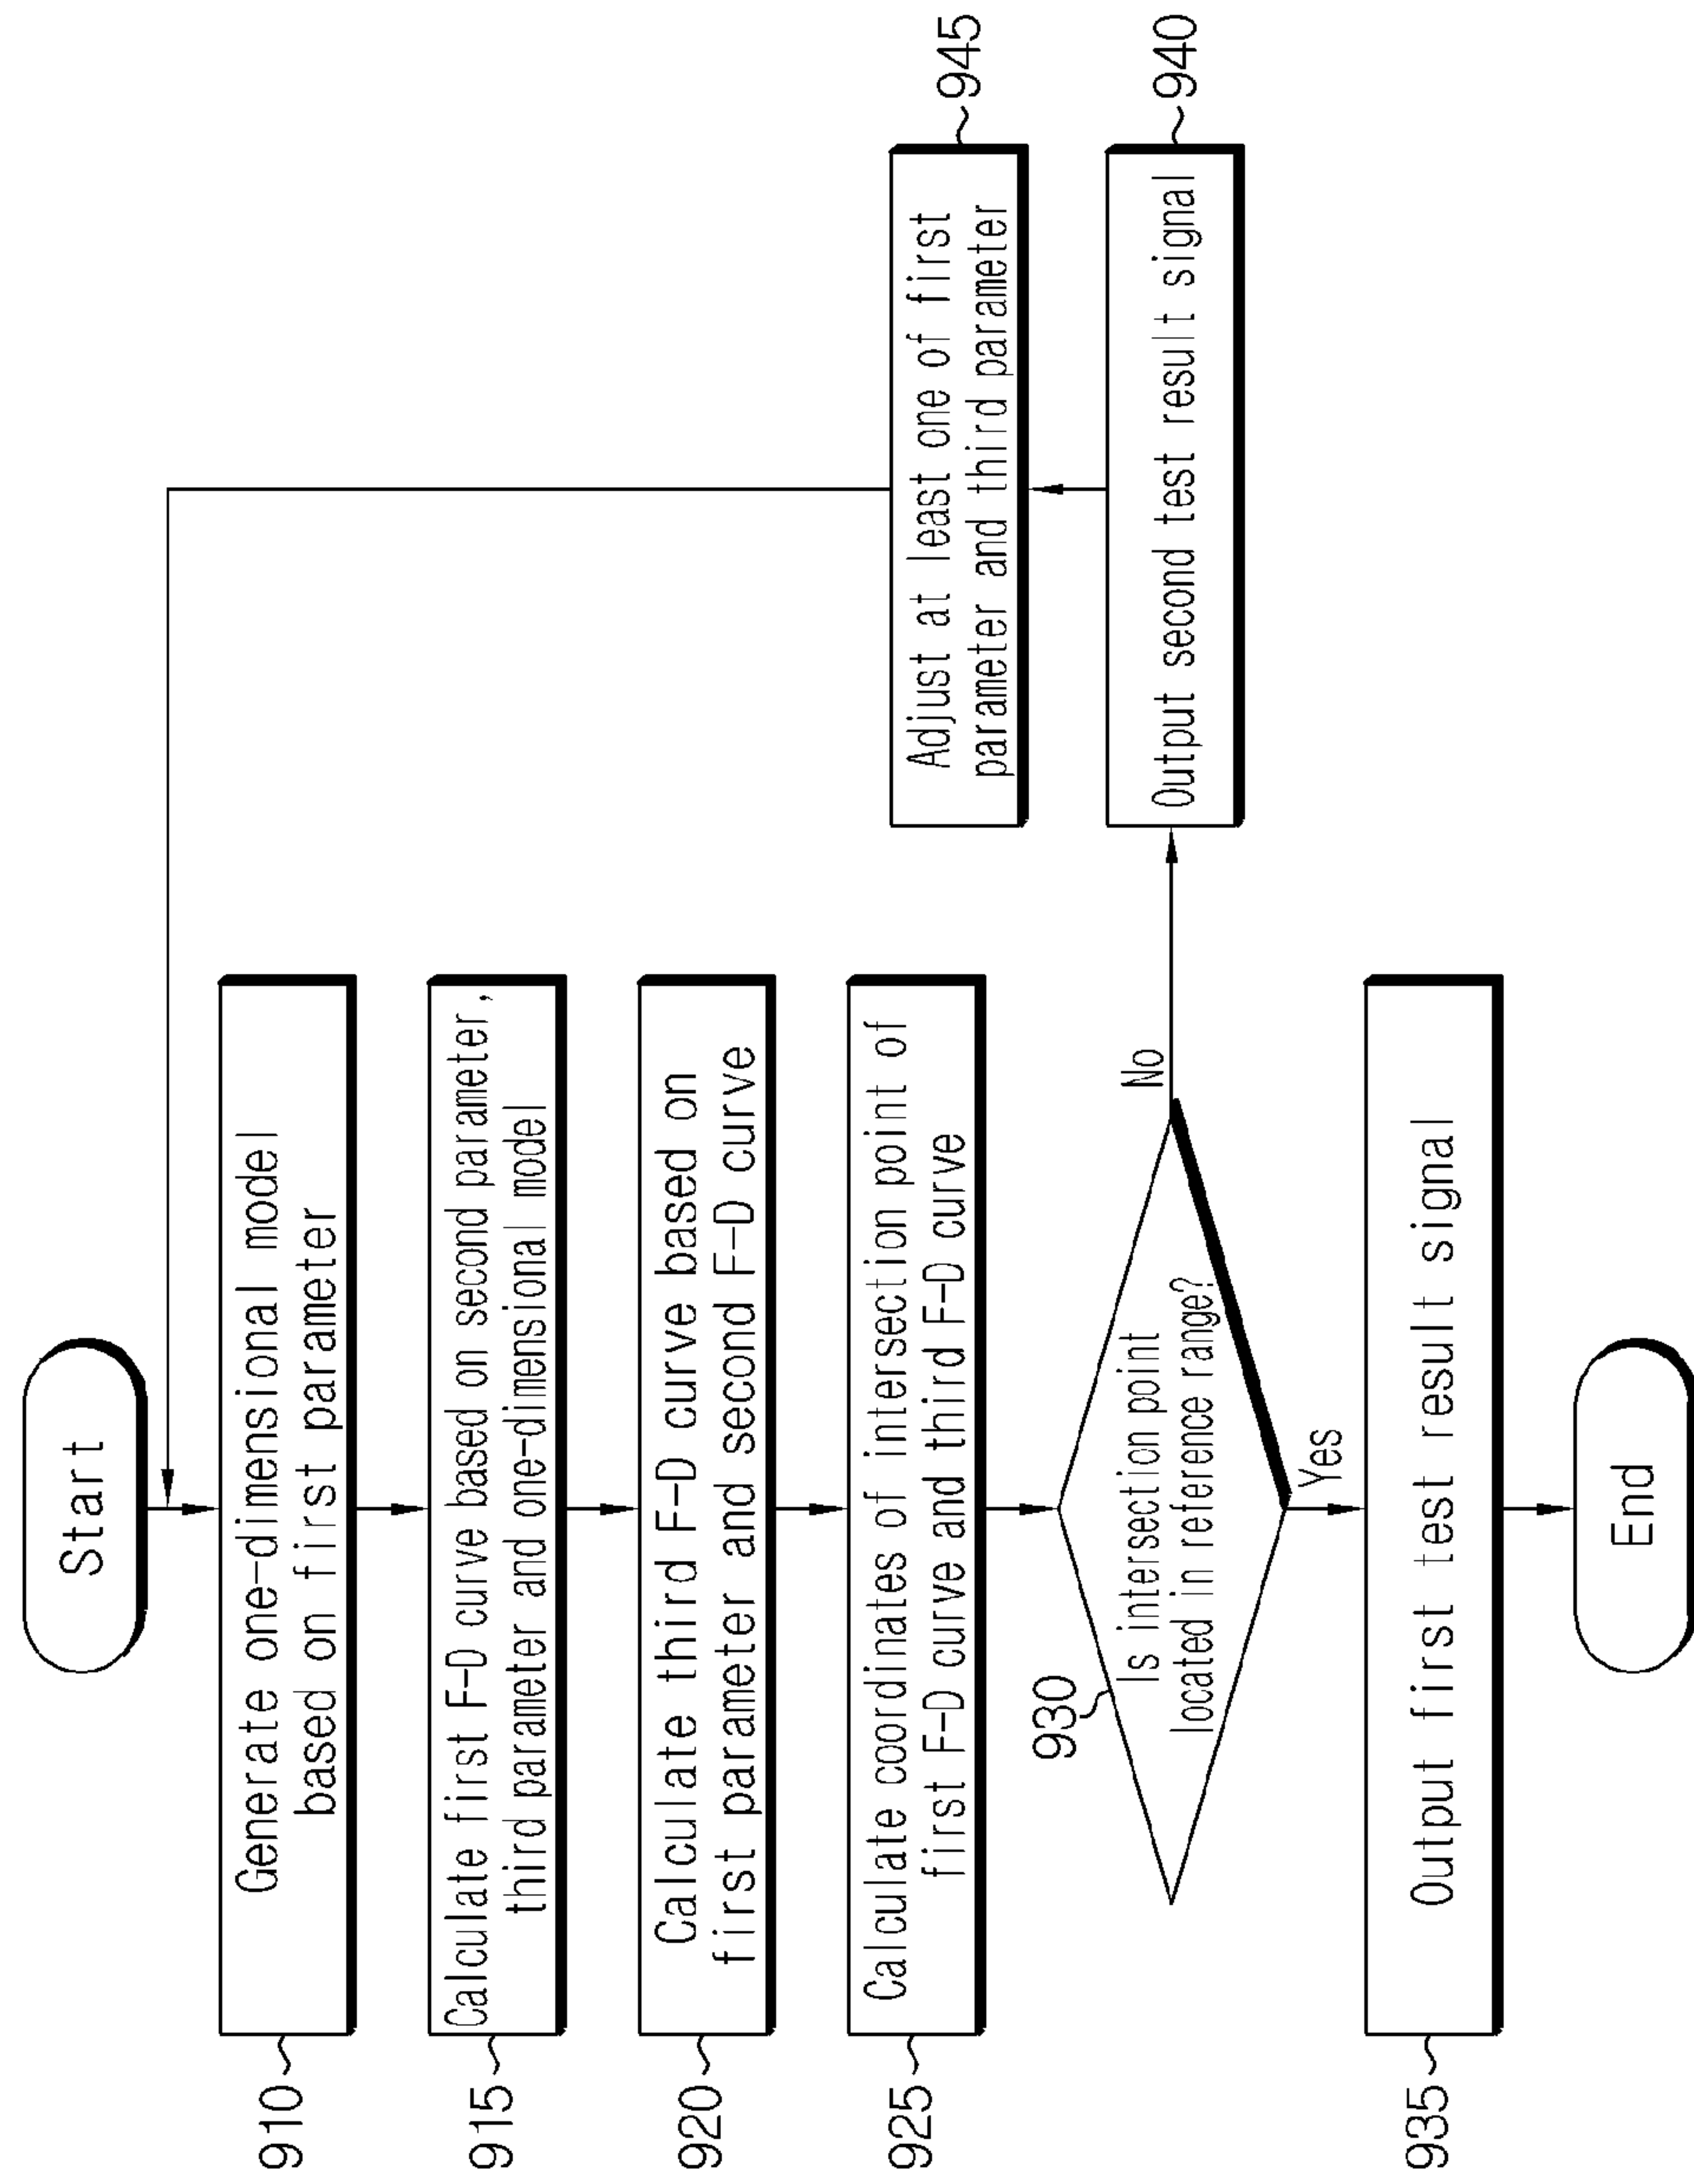 Start
910
Generate one-dimensional model
based on first parameter
915
Calculate first F-D curve based on second parameter,
third parameter and one-dimensional model
920
Calculate third F-D curve based on
first parameter and second F-D curve
925
Calculate coordinates of intersection point of
first F-D curve and third F-D curve
930
Is intersection point
located in reference range?
No
Yes
945
Adjust at least one of first
parameter and third parameter
940
Output second test result signal
935
Output first test result signal
End